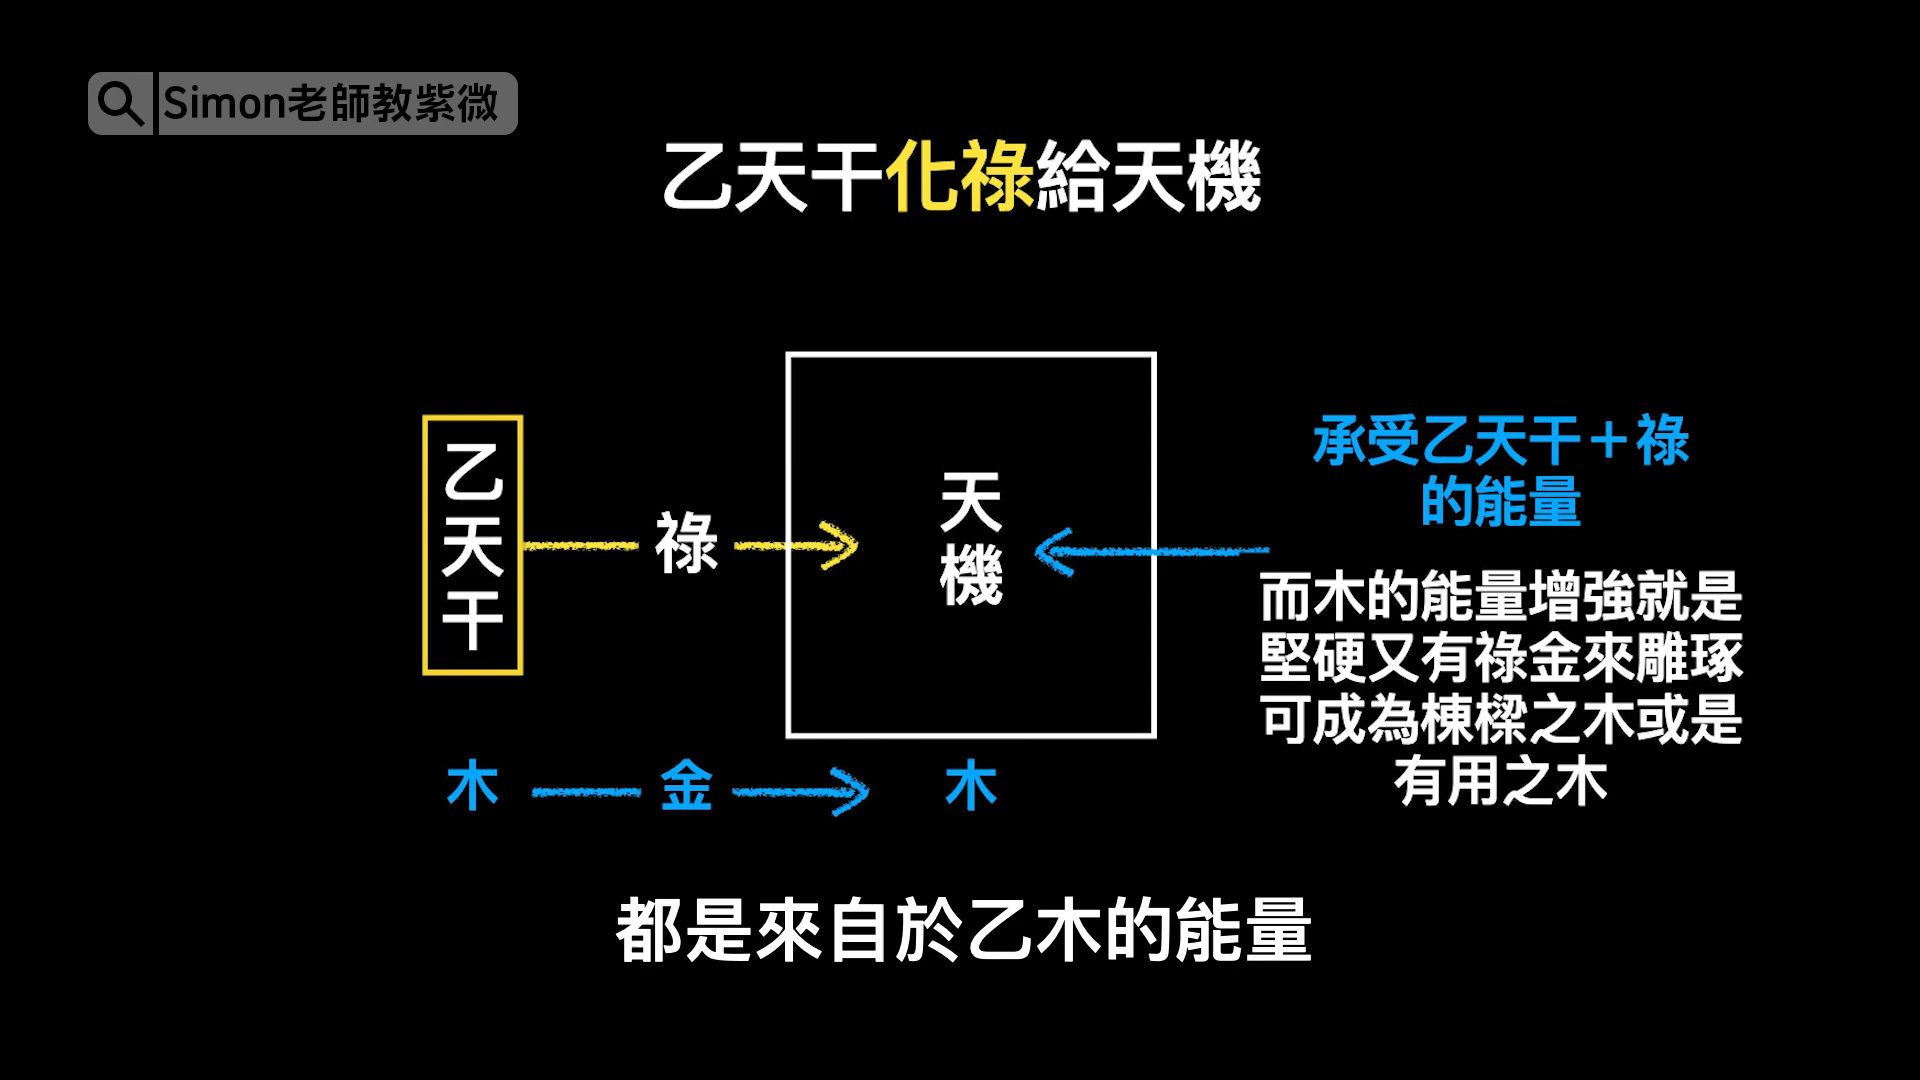 Simon老師教紫微
乙天干化祿給天機
乙天干
祿
天機
承受乙天干＋祿
的能量
而木的能量增強就是
堅硬又有祿金來雕琢
可成為棟樑之木或是
有用之木
木
金
木
都是來自於乙木的能量